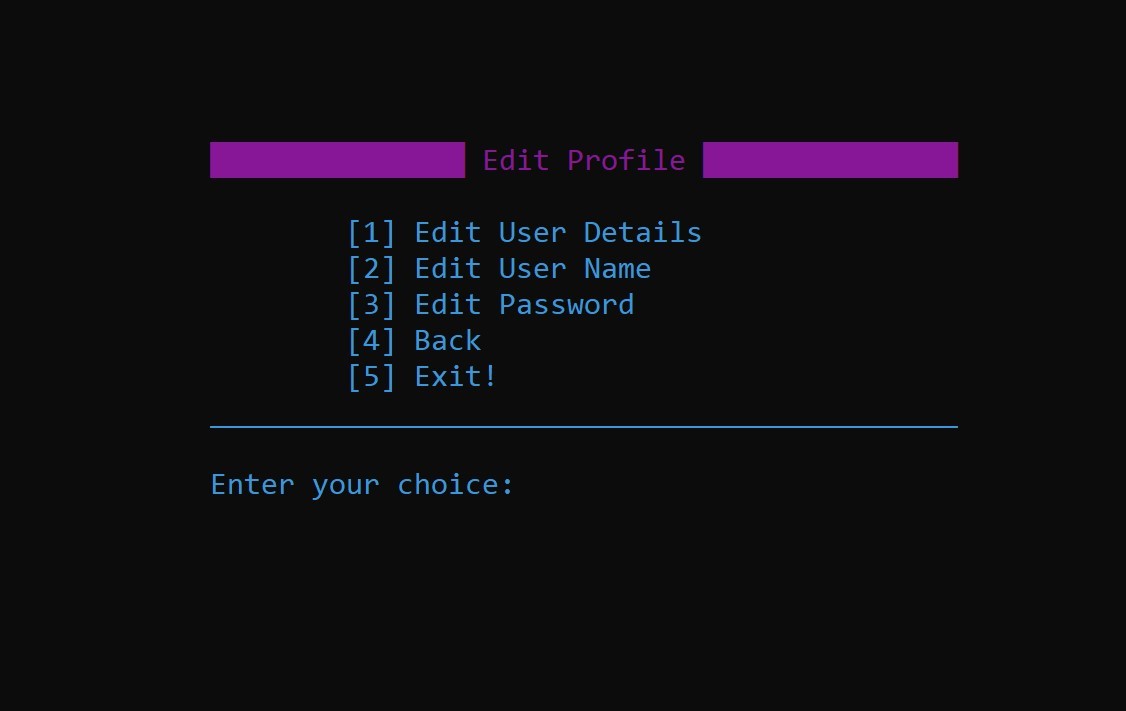 Edit Profile
[1] Edit User Details
[2] Edit User Name
[3] Edit Password
[4] Back
[5] Exit!
Enter your choice: